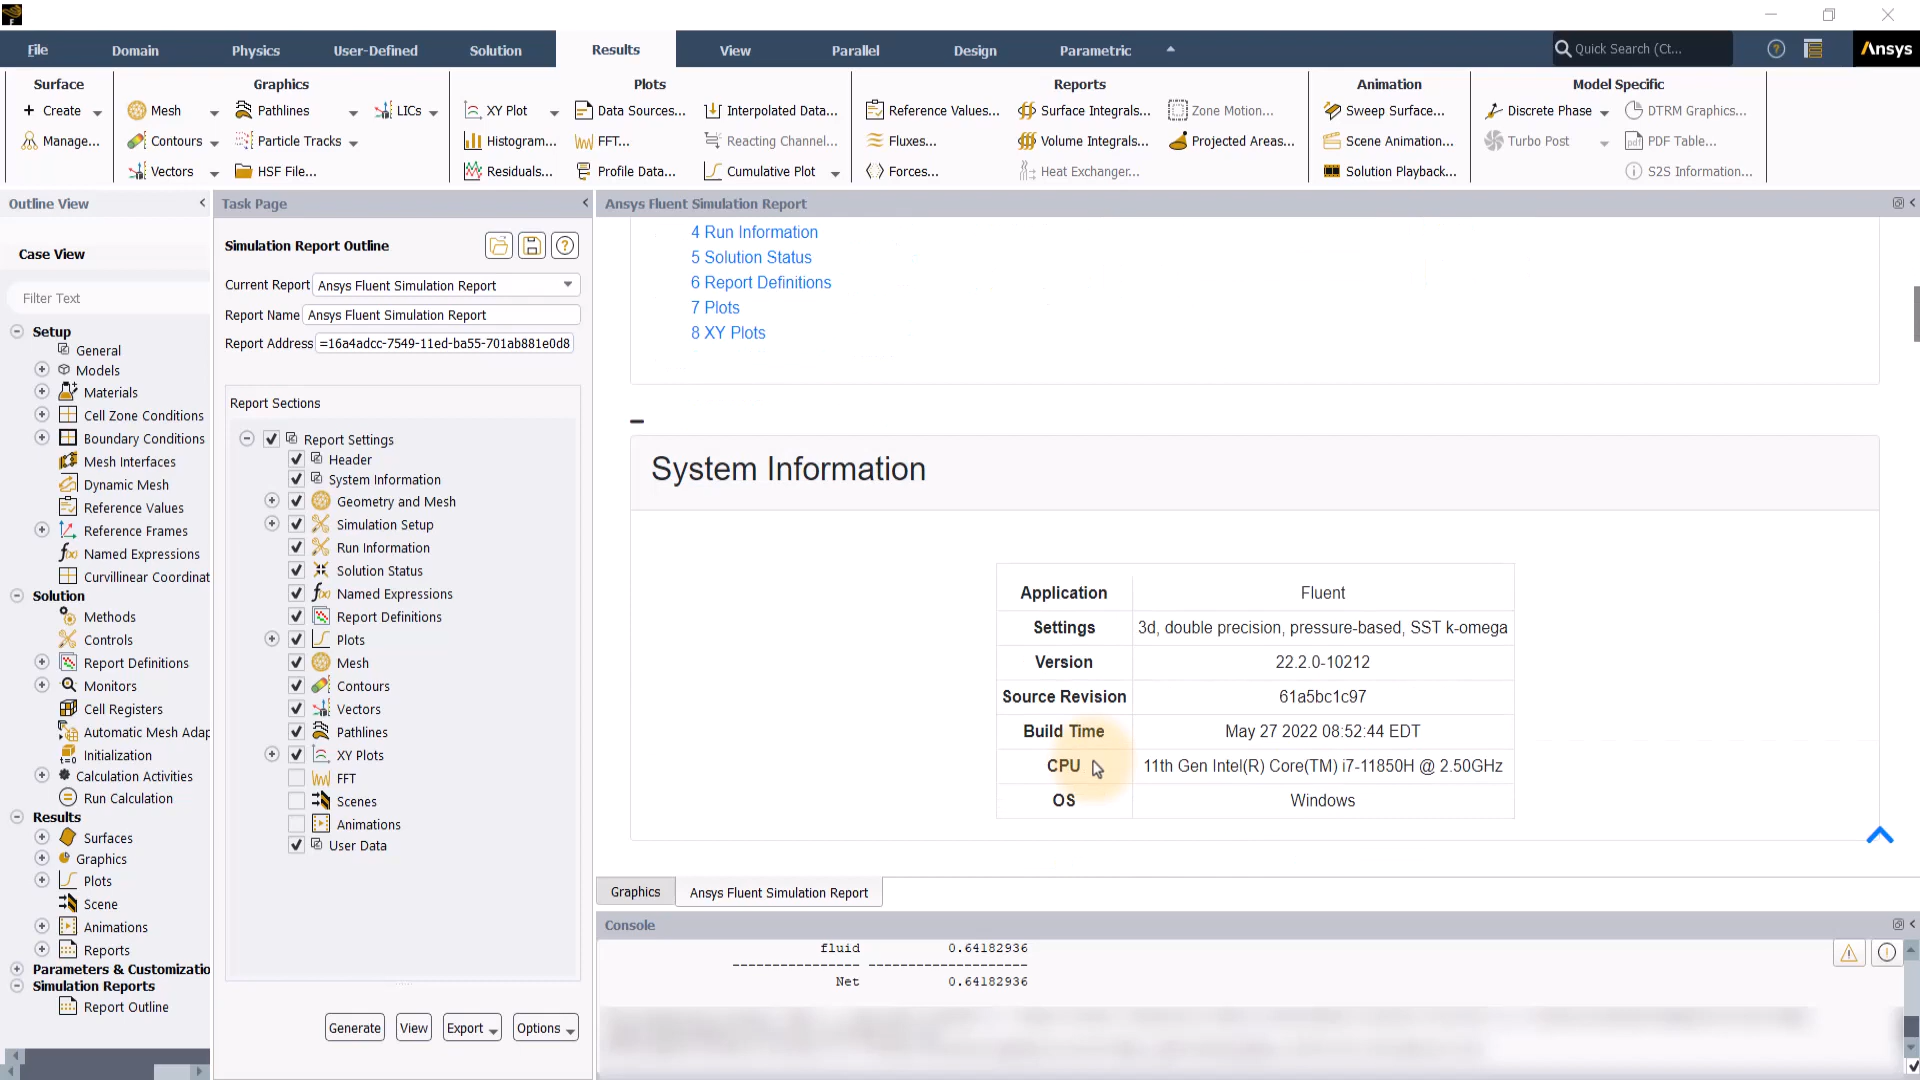 File
Domain
Physics
User-Defined
Solution
Results
View
Parallel
Design
Parametric
Quick Search (Ct...
Ansys
Surface
Graphics
Plots
Reports
Animation
Model Specific
Create
Mesh
Pathlines
LICs
XY Plot
Data Sources...
Interpolated Data...
Reference Values...
Surface Integrals...
Zone Motion...
Sweep Surface...
Discrete Phase
DTRM Graphics...
Manage...
Contours
Particle Tracks
Histogram...
FFT...
Reacting Channel...
Fluxes...
Volume Integrals...
Projected Areas...
Scene Animation...
Turbo Post
PDF Table...
Vectors
HSF File...
Residuals...
Profile Data...
Cumulative Plot
Forces...
Heat Exchanger...
Solution Playback...
S2S Information...
Outline View
Case View
Filter Text
Setup
General
Models
Materials
Cell Zone Conditions
Boundary Conditions
Mesh Interfaces
Dynamic Mesh
Reference Values
Reference Frames
Named Expressions
Curvillinear Coordinat
Solution
Methods
Controls
Report Definitions
Monitors
Cell Registers
Automatic Mesh Adap
Initialization
Calculation Activities
Run Calculation
Results
Surfaces
Graphics
Plots
Scene
Animations
Reports
Parameters & Customizatio
Simulation Reports
Report Outline
Task Page
Simulation Report Outline
Current Report Ansys Fluent Simulation Report
Report Name Ansys Fluent Simulation Report
Report Address =16a4adcc-7549-11ed-ba55-701ab881e0d8
Report Sections
Report Settings
Header
System Information
Geometry and Mesh
Simulation Setup
Run Information
Solution Status
Named Expressions
Report Definitions
Plots
Mesh
Contours
Vectors
Pathlines
XY Plots
FFT
Scenes
Animations
User Data
Generate
View
Export
Options
Ansys Fluent Simulation Report
4 Run Information
5 Solution Status
6 Report Definitions
7 Plots
8 XY Plots
System Information
Application Fluent
Settings 3d, double precision, pressure-based, SST k-omega
Version 22.2.0-10212
Source Revision 61a5bc1c97
Build Time May 27 2022 08:52:44 EDT
CPU 11th Gen Intel(R) Core(TM) i7-11850H @ 2.50GHz
OS Windows
Graphics
Ansys Fluent Simulation Report
Console
fluid 0.64182936
---------------- --------------------
Net 0.64182936